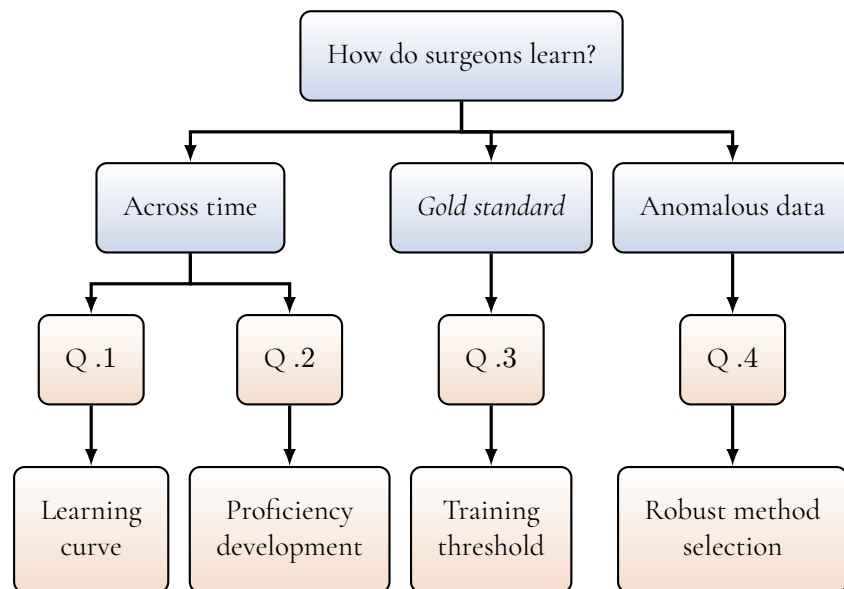 How do surgeons learn?
Across time
Gold standard
Anomalous data
Q .1
Q .2
Q .3
Q .4
Learning
curve
Proficiency
development
Training
threshold
Robust method
selection